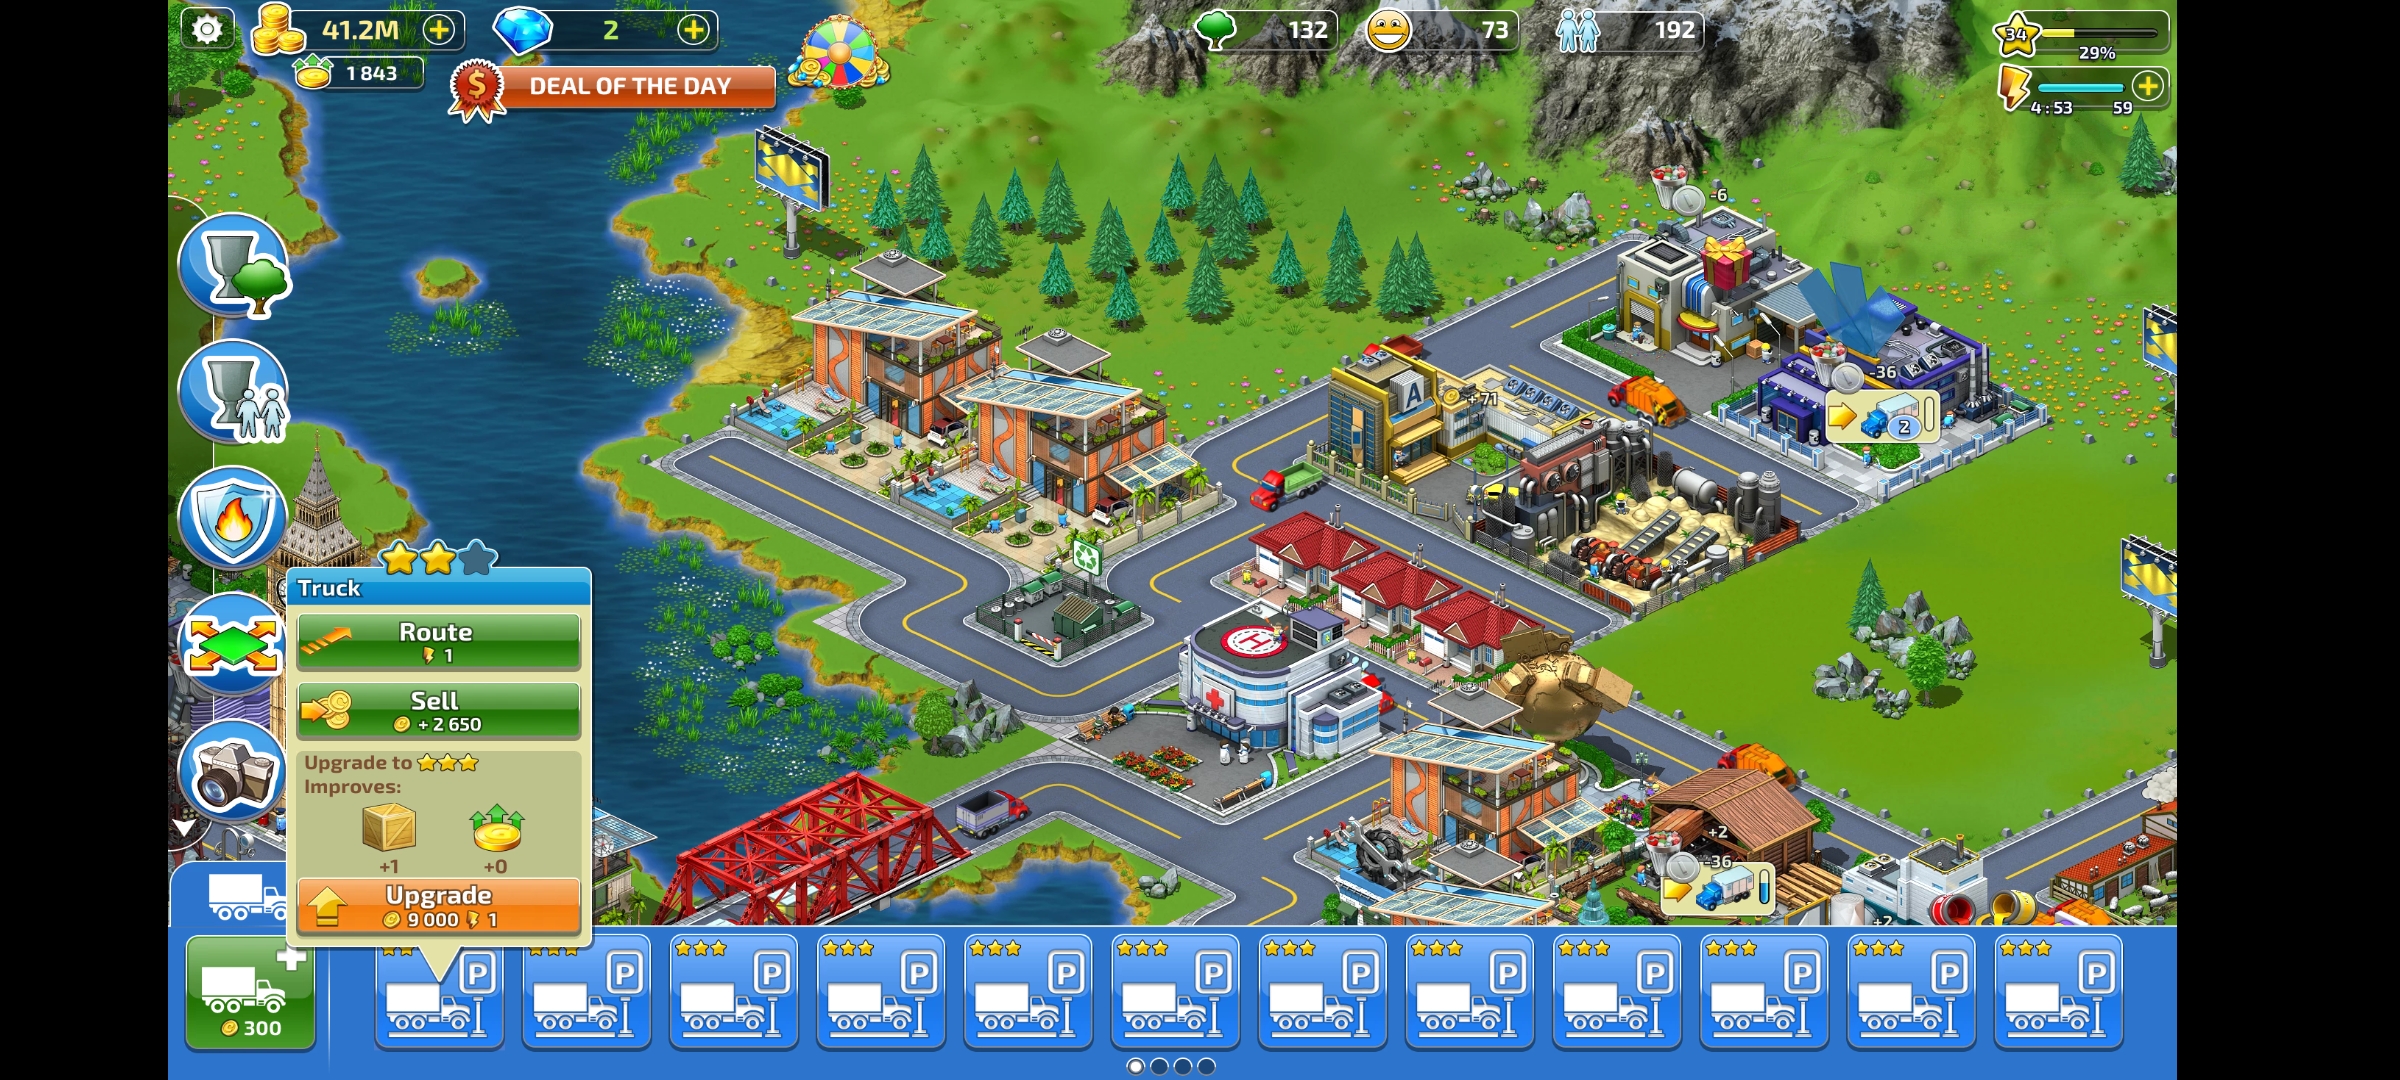 41.2M
2
132
73
192
34
29%
1 843
DEAL OF THE DAY
4:53
59
-6
-36
A
+71
2
H
Truck
Route
1
Sell
+2 650
Upgrade to
Improves:
+1
+0
Upgrade
9 000 1
+2
-36
+2
300
P
P
P
P
P
P
P
P
P
P
P
P